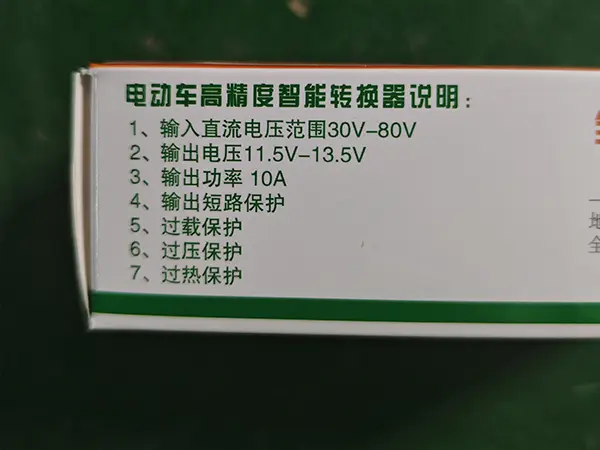 电动车高精度智能转换器说明：
1、输入直流电压范围30V-80V
2、输出电压11.5V-13.5V
3、输出功率 10A
4、输出短路保护
5、过载保护
6、过压保护
7、过热保护
一
地
全